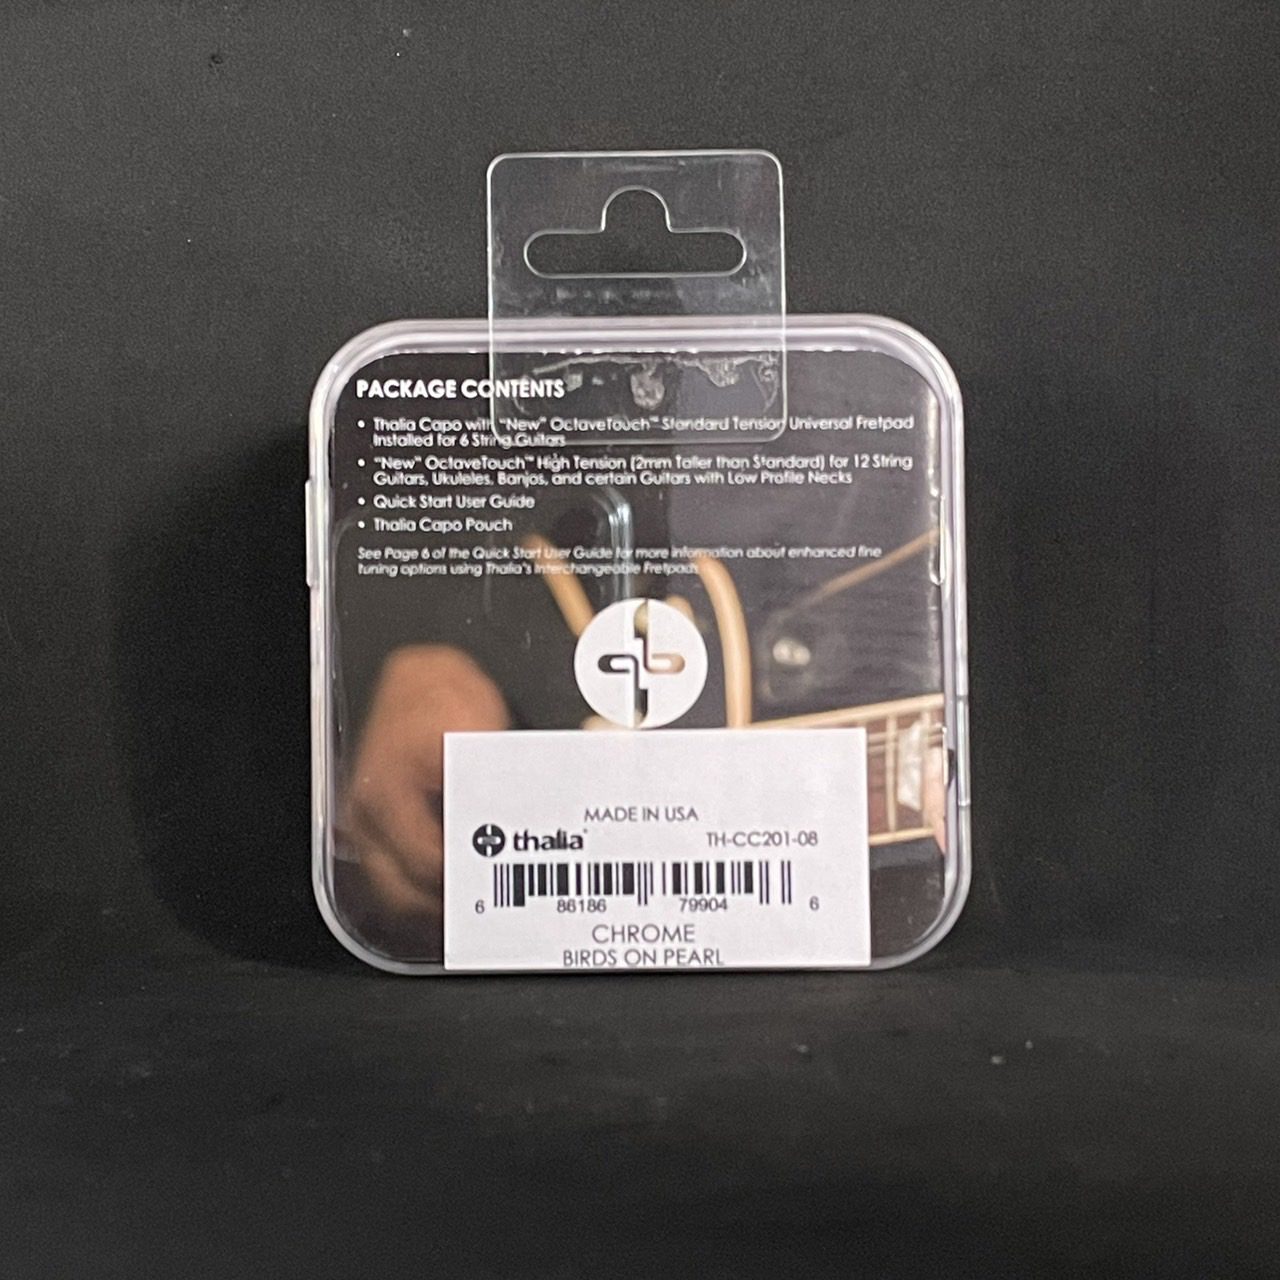 PACKAGE CONTENTS
• Thalia Capo with "New" OctaveTouch™ Standard Tension Universal Fretpad
Installed for 6 String Guitars
• "New" OctaveTouch™ High Tension (2mm Taller than Standard) for 12 String
Guitars, Ukuleles, Banjos, and certain Guitars with Low Profile Necks
• Quick Start User Guide
• Thalia Capo Pouch
See Page 6 of the Quick Start User Guide for more information about enhanced fine
tuning options using Thalia's Interchangeable Fretpads
MADE IN USA
thalia® TH-CC201-08
6 86186 79904 6
CHROME
BIRDS ON PEARL